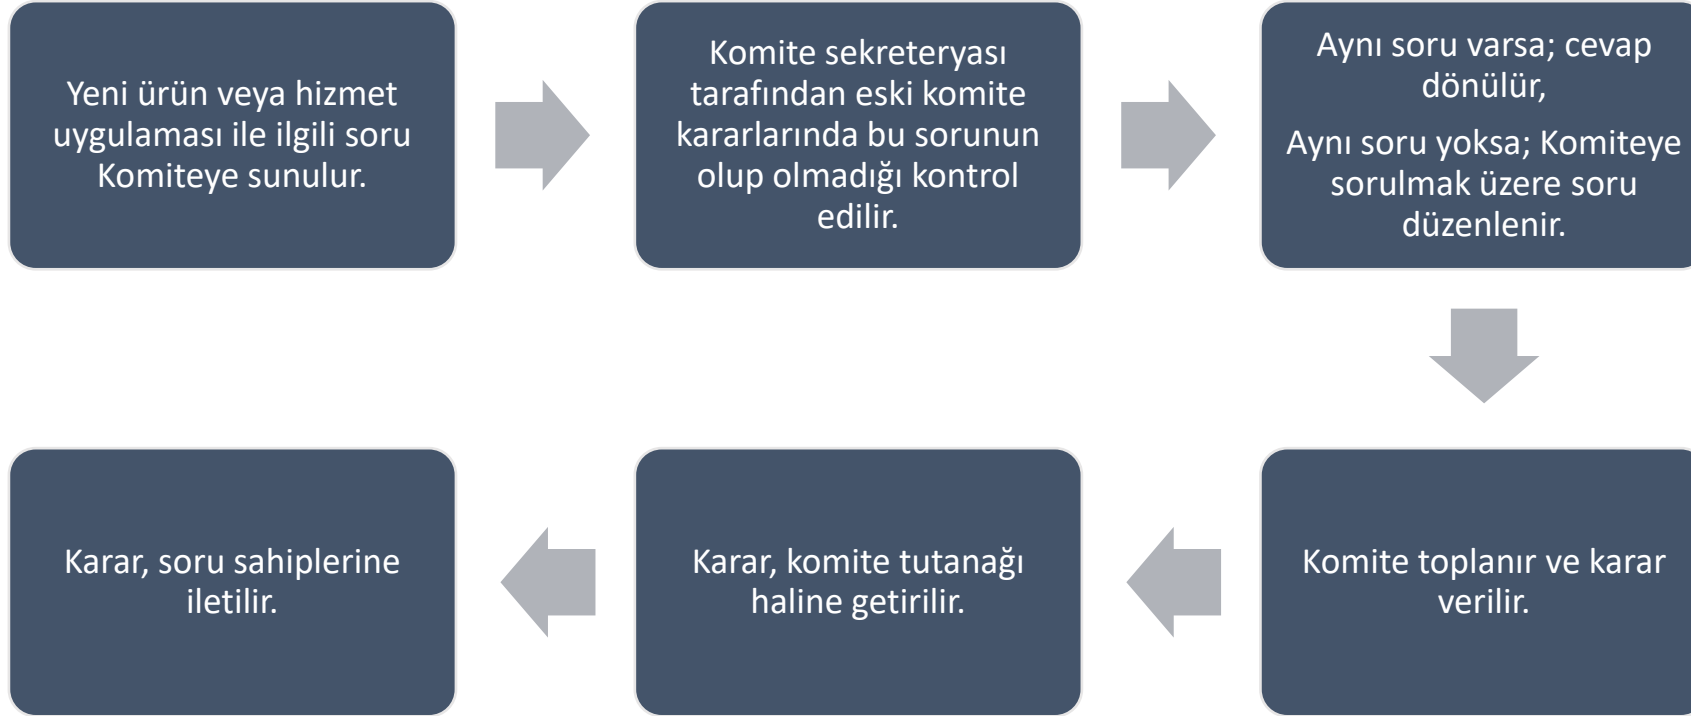 Yeni ürün veya hizmet
uygulaması ile ilgili soru
Komiteye sunulur.
Komite sekreteryası
tarafından eski komite
kararlarında bu sorunun
olup olmadığı kontrol
edilir.
Aynı soru varsa; cevap
dönülür,
Aynı soru yoksa; Komiteye
sorulmak üzere soru
düzenlenir.
Komite toplanır ve karar
verilir.
Karar, komite tutanağı
haline getirilir.
Karar, soru sahiplerine
iletilir.